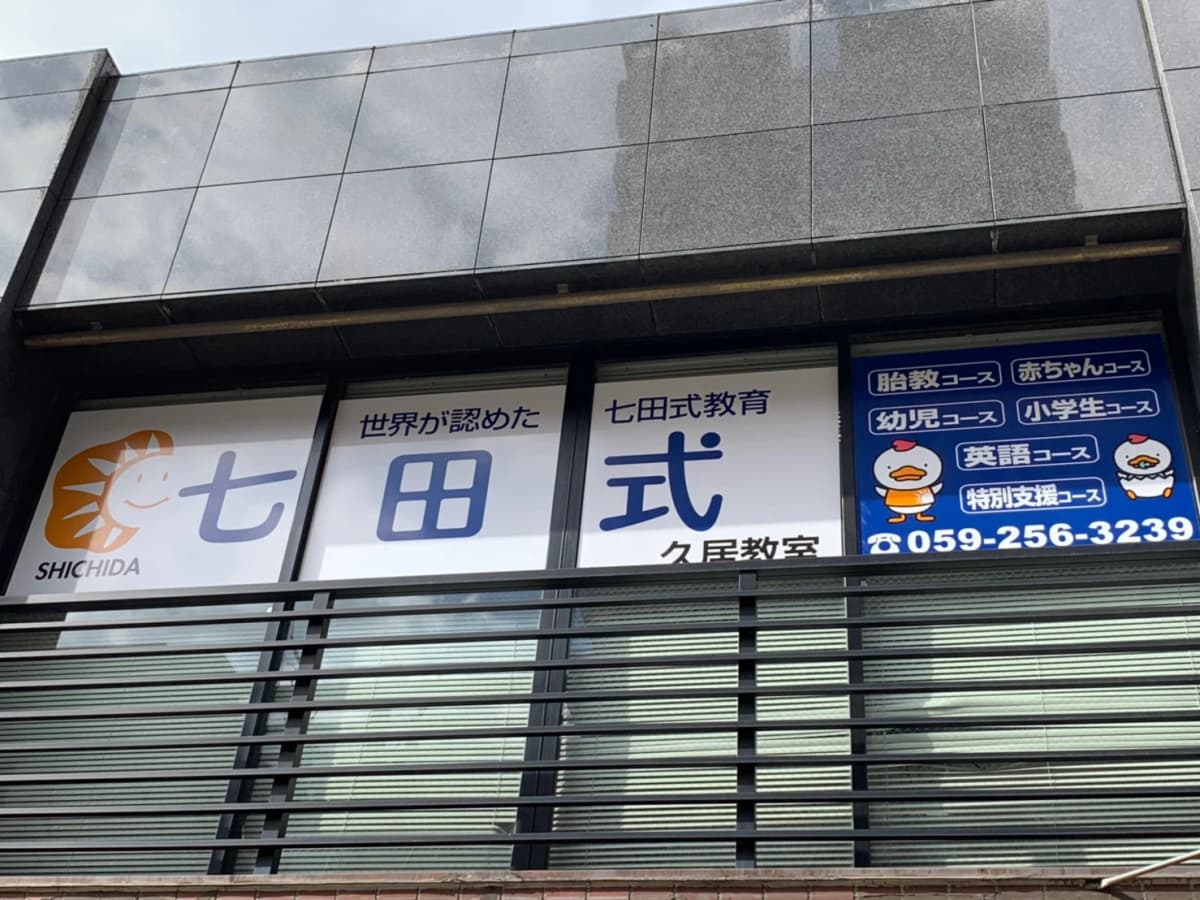 SHICHIDA
世界が認めた
七田式教育
七田式
久居教室
胎教コース
赤ちゃんコース
幼児コース
小学生コース
英語コース
特別支援コース
☎059-256-3239